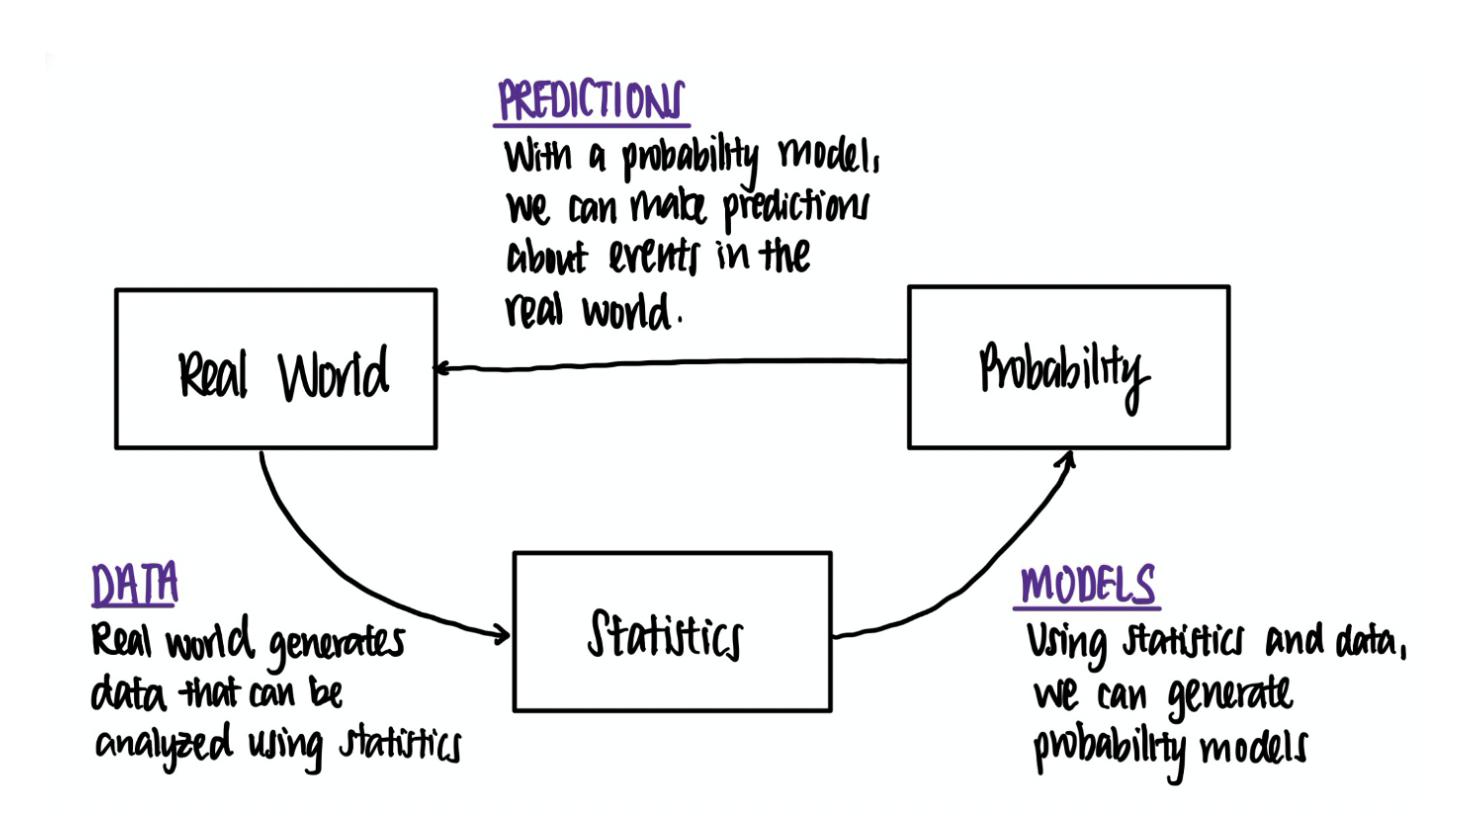 PREDICTIONS
With a probability model,
we can make predictions
about events in the
real world.
Real World
Probability
Statistics
DATA
Real world generates
data that can be
analyzed using statistics
MODELS
Using statistics and data,
we can generate
probability models